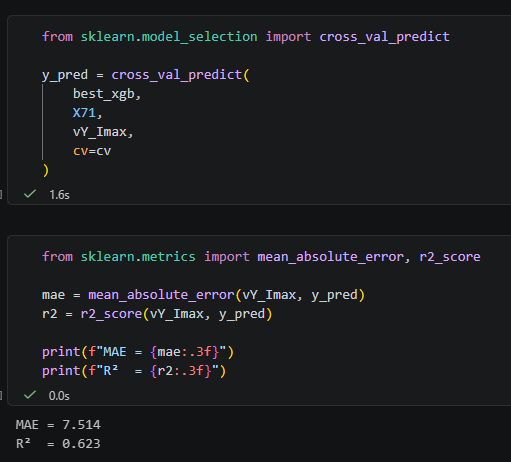 from sklearn.model_selection import cross_val_predict
y_pred = cross_val_predict(
    best_xgb,
    X71,
    vY_Imax,
    cv=cv
)
✓ 1.6s
from sklearn.metrics import mean_absolute_error, r2_score
mae = mean_absolute_error(vY_Imax, y_pred)
r2 = r2_score(vY_Imax, y_pred)
print(f"MAE = {mae:.3f}")
print(f"R²  = {r2:.3f}")
✓ 0.0s
MAE = 7.514
R²  = 0.623